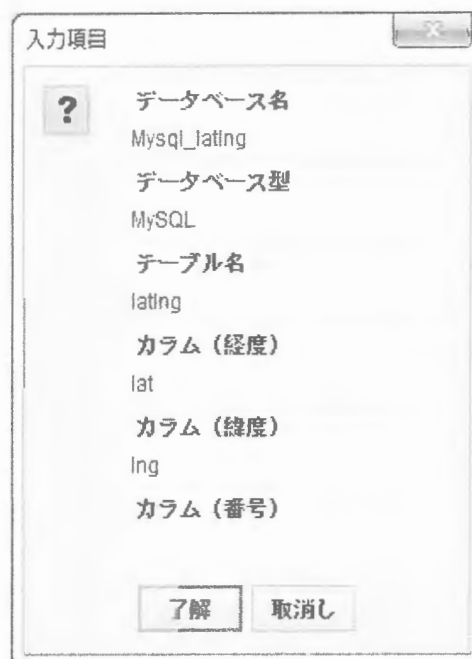 入力項目
?
データベース名
Mysql_latlng
データベース型
MySQL
テーブル名
latlng
カラム（経度）
lat
カラム（緯度）
lng
カラム（番号）
了解 取消し